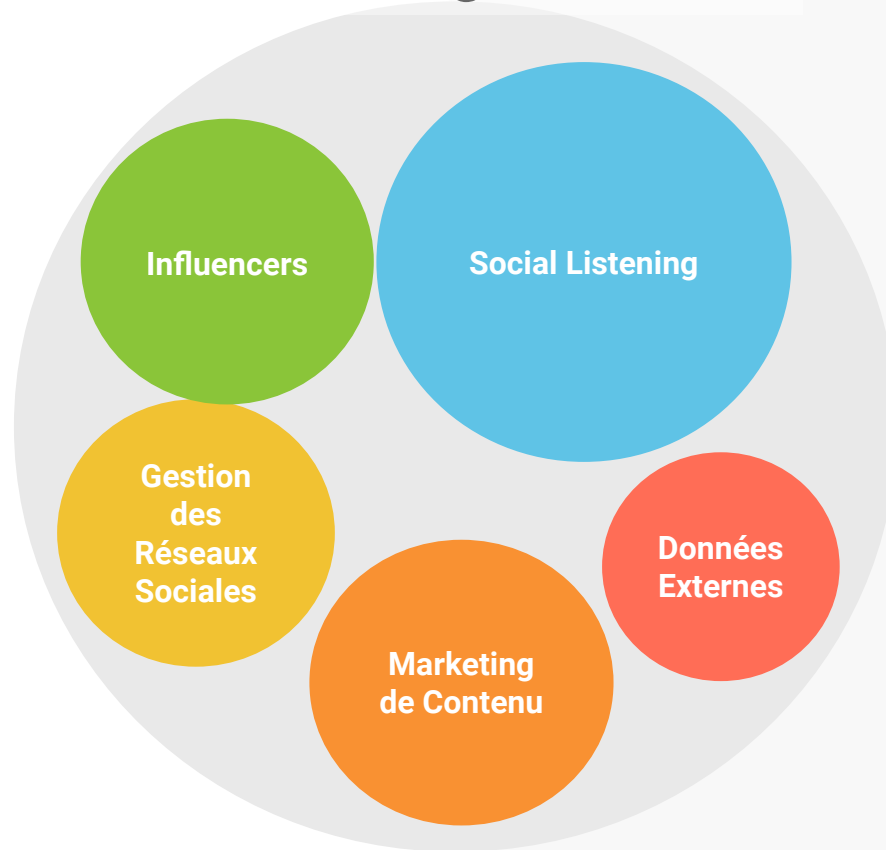 Influencers
Social Listening
Gestion
des
Réseaux
Sociales
Données
Externes
Marketing
de Contenu